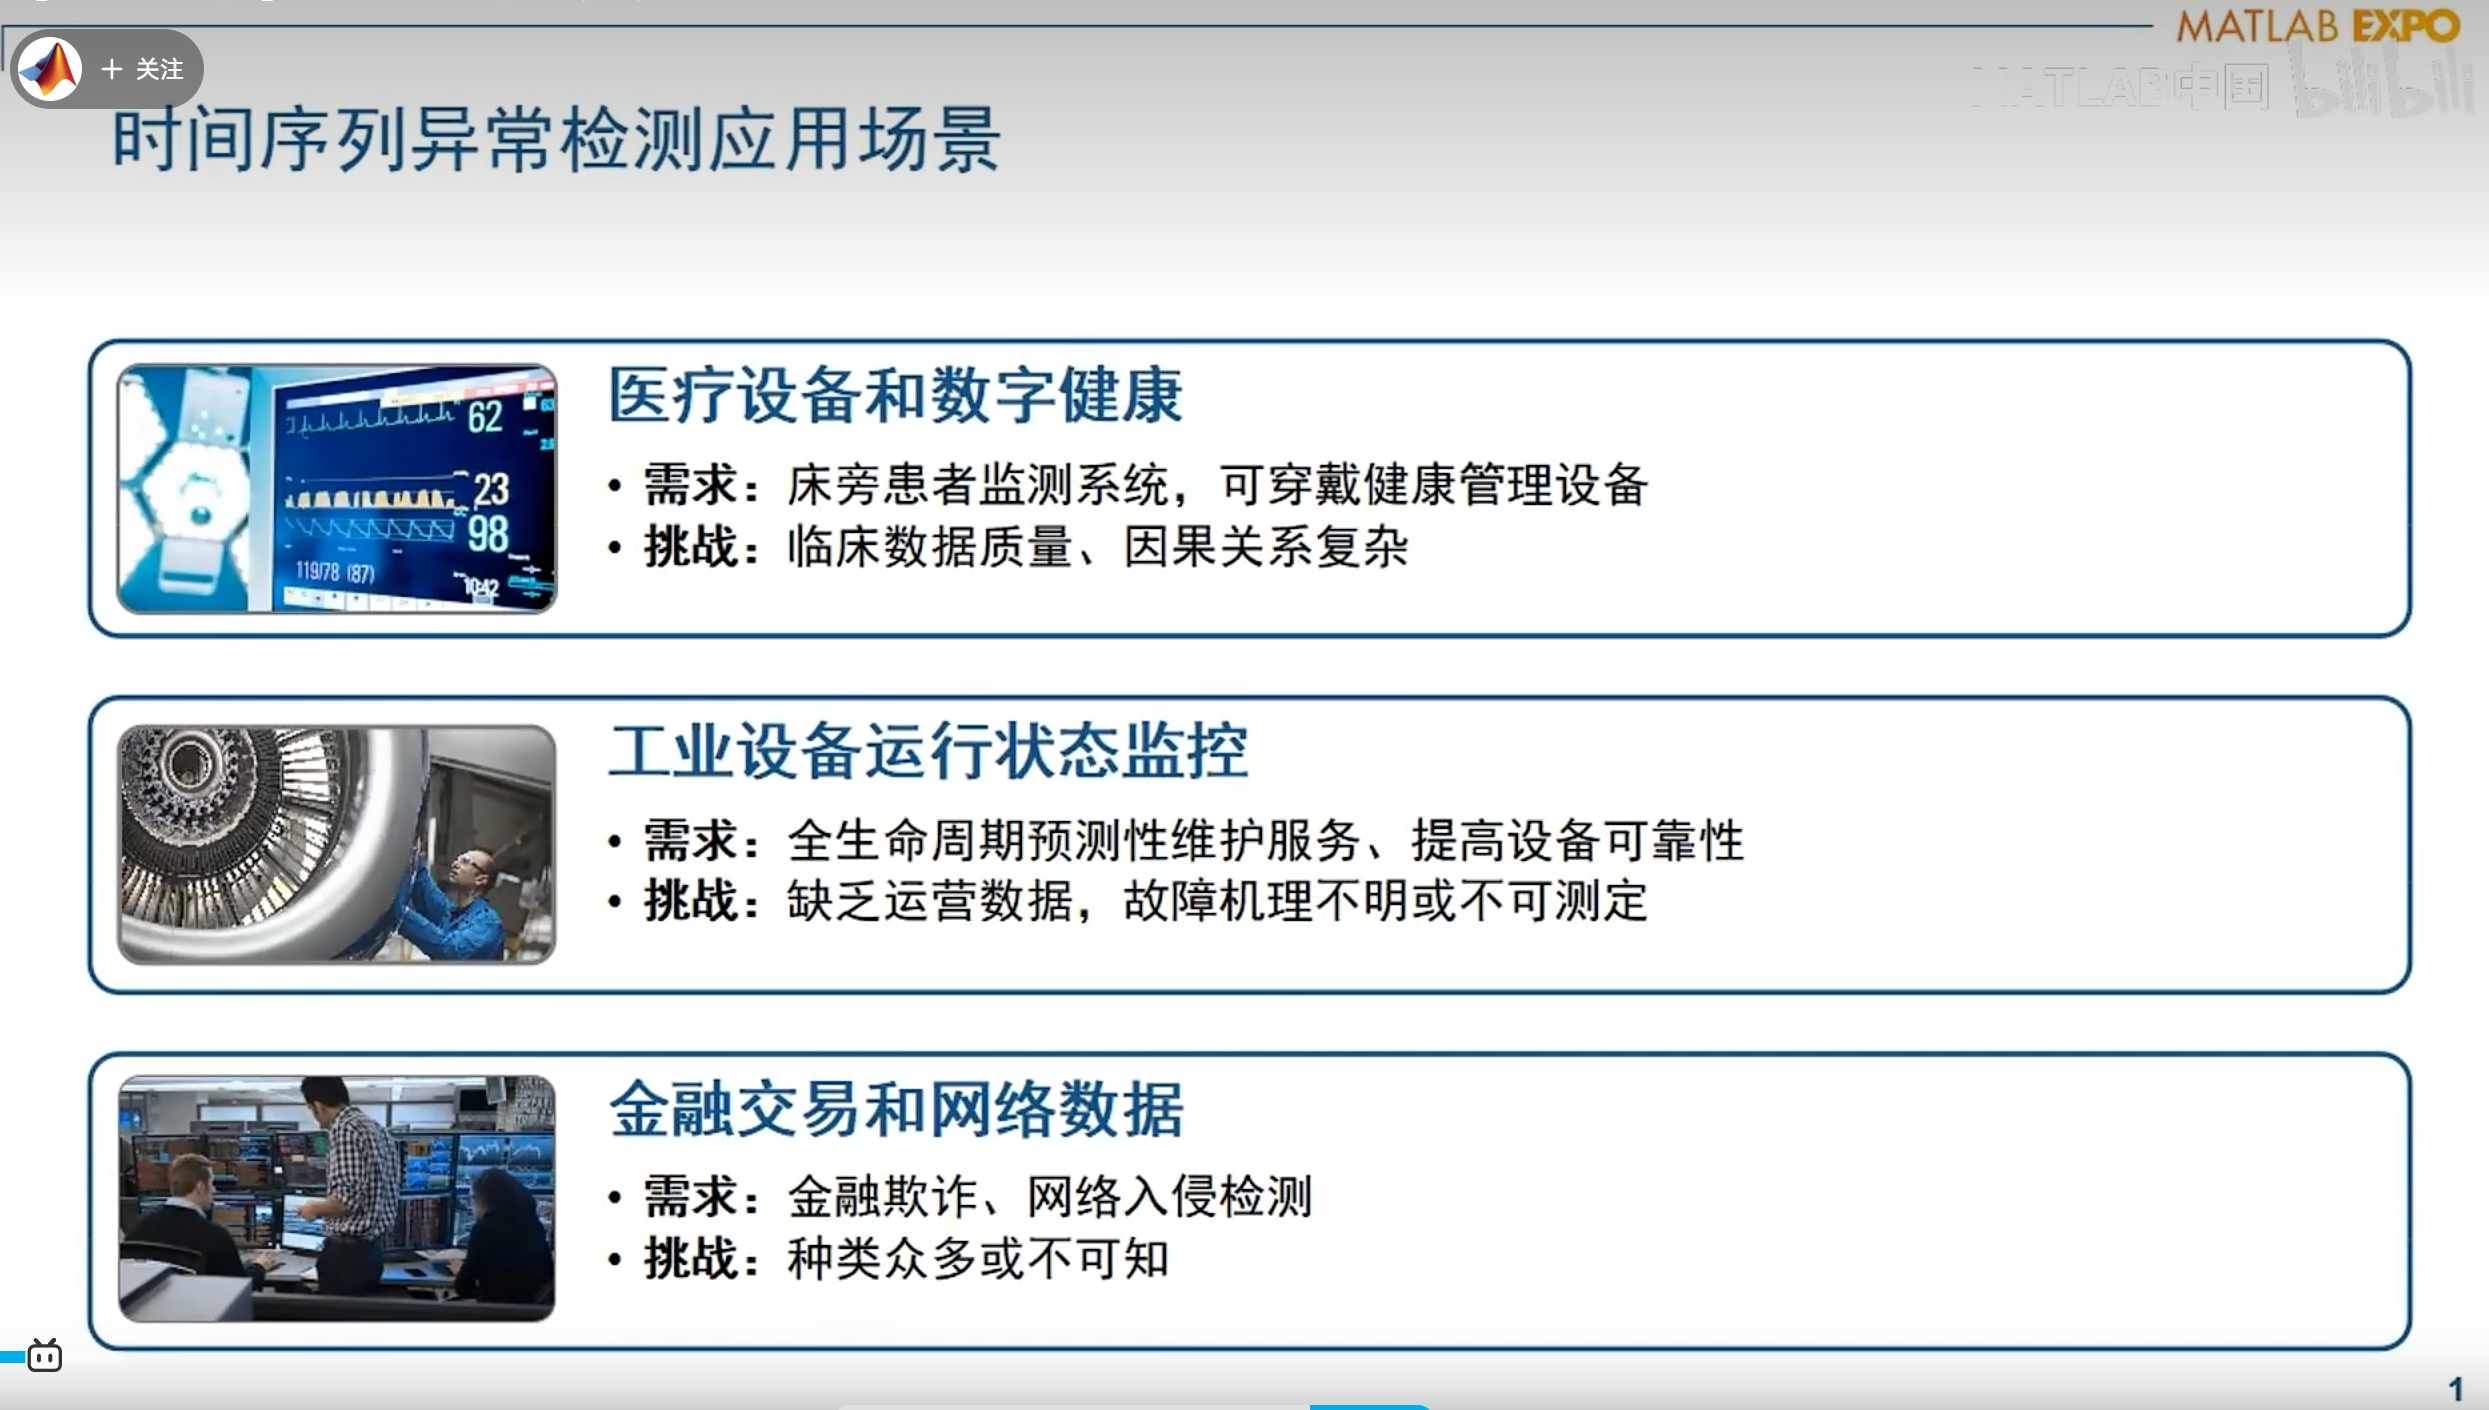 MATLAB EXPO
+ 关注
MATLAB中国 bilibili
时间序列异常检测应用场景
62
23
98
119/78 (87)
10:42
医疗设备和数字健康
• 需求：床旁患者监测系统，可穿戴健康管理设备
• 挑战：临床数据质量、因果关系复杂
工业设备运行状态监控
• 需求：全生命周期预测性维护服务、提高设备可靠性
• 挑战：缺乏运营数据，故障机理不明或不可测定
金融交易和网络数据
• 需求：金融欺诈、网络入侵检测
• 挑战：种类众多或不可知
1